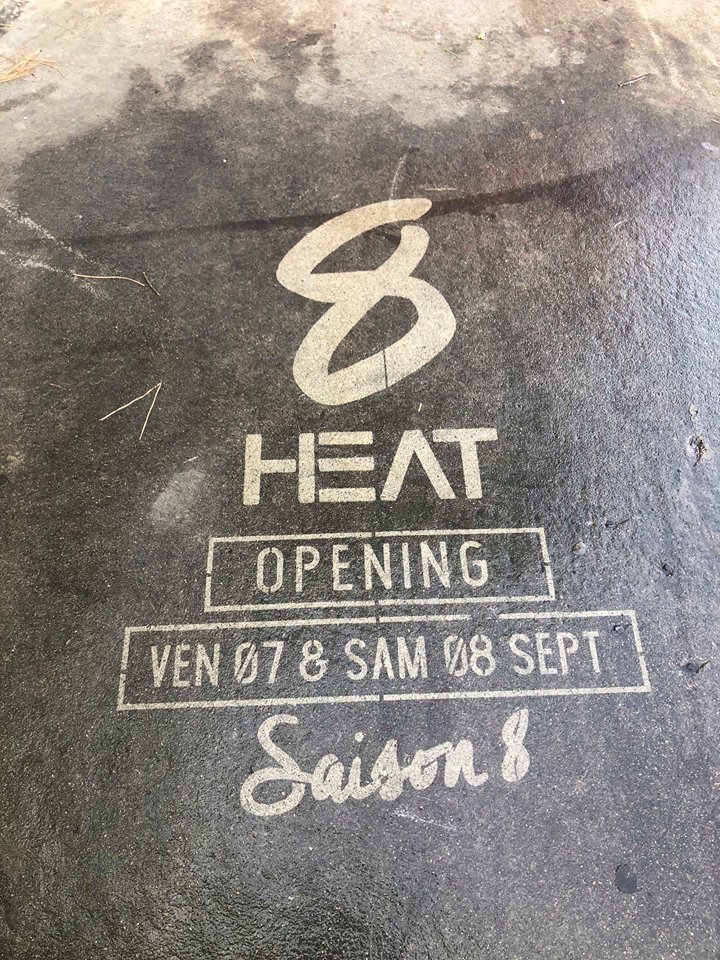 8
HEAT
OPENING
VEN 07 & SAM 08 SEPT
Saison 8